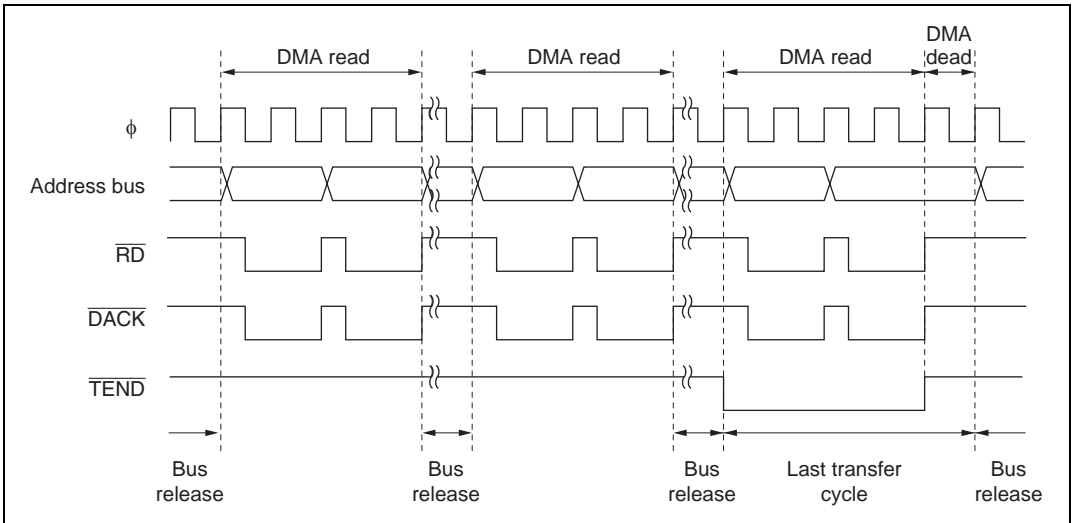 DMA read
DMA read
DMA read
DMA
dead
φ
Address bus
RD
DACK
TEND
Bus
release
Bus
release
Bus
release
Last transfer
cycle
Bus
release